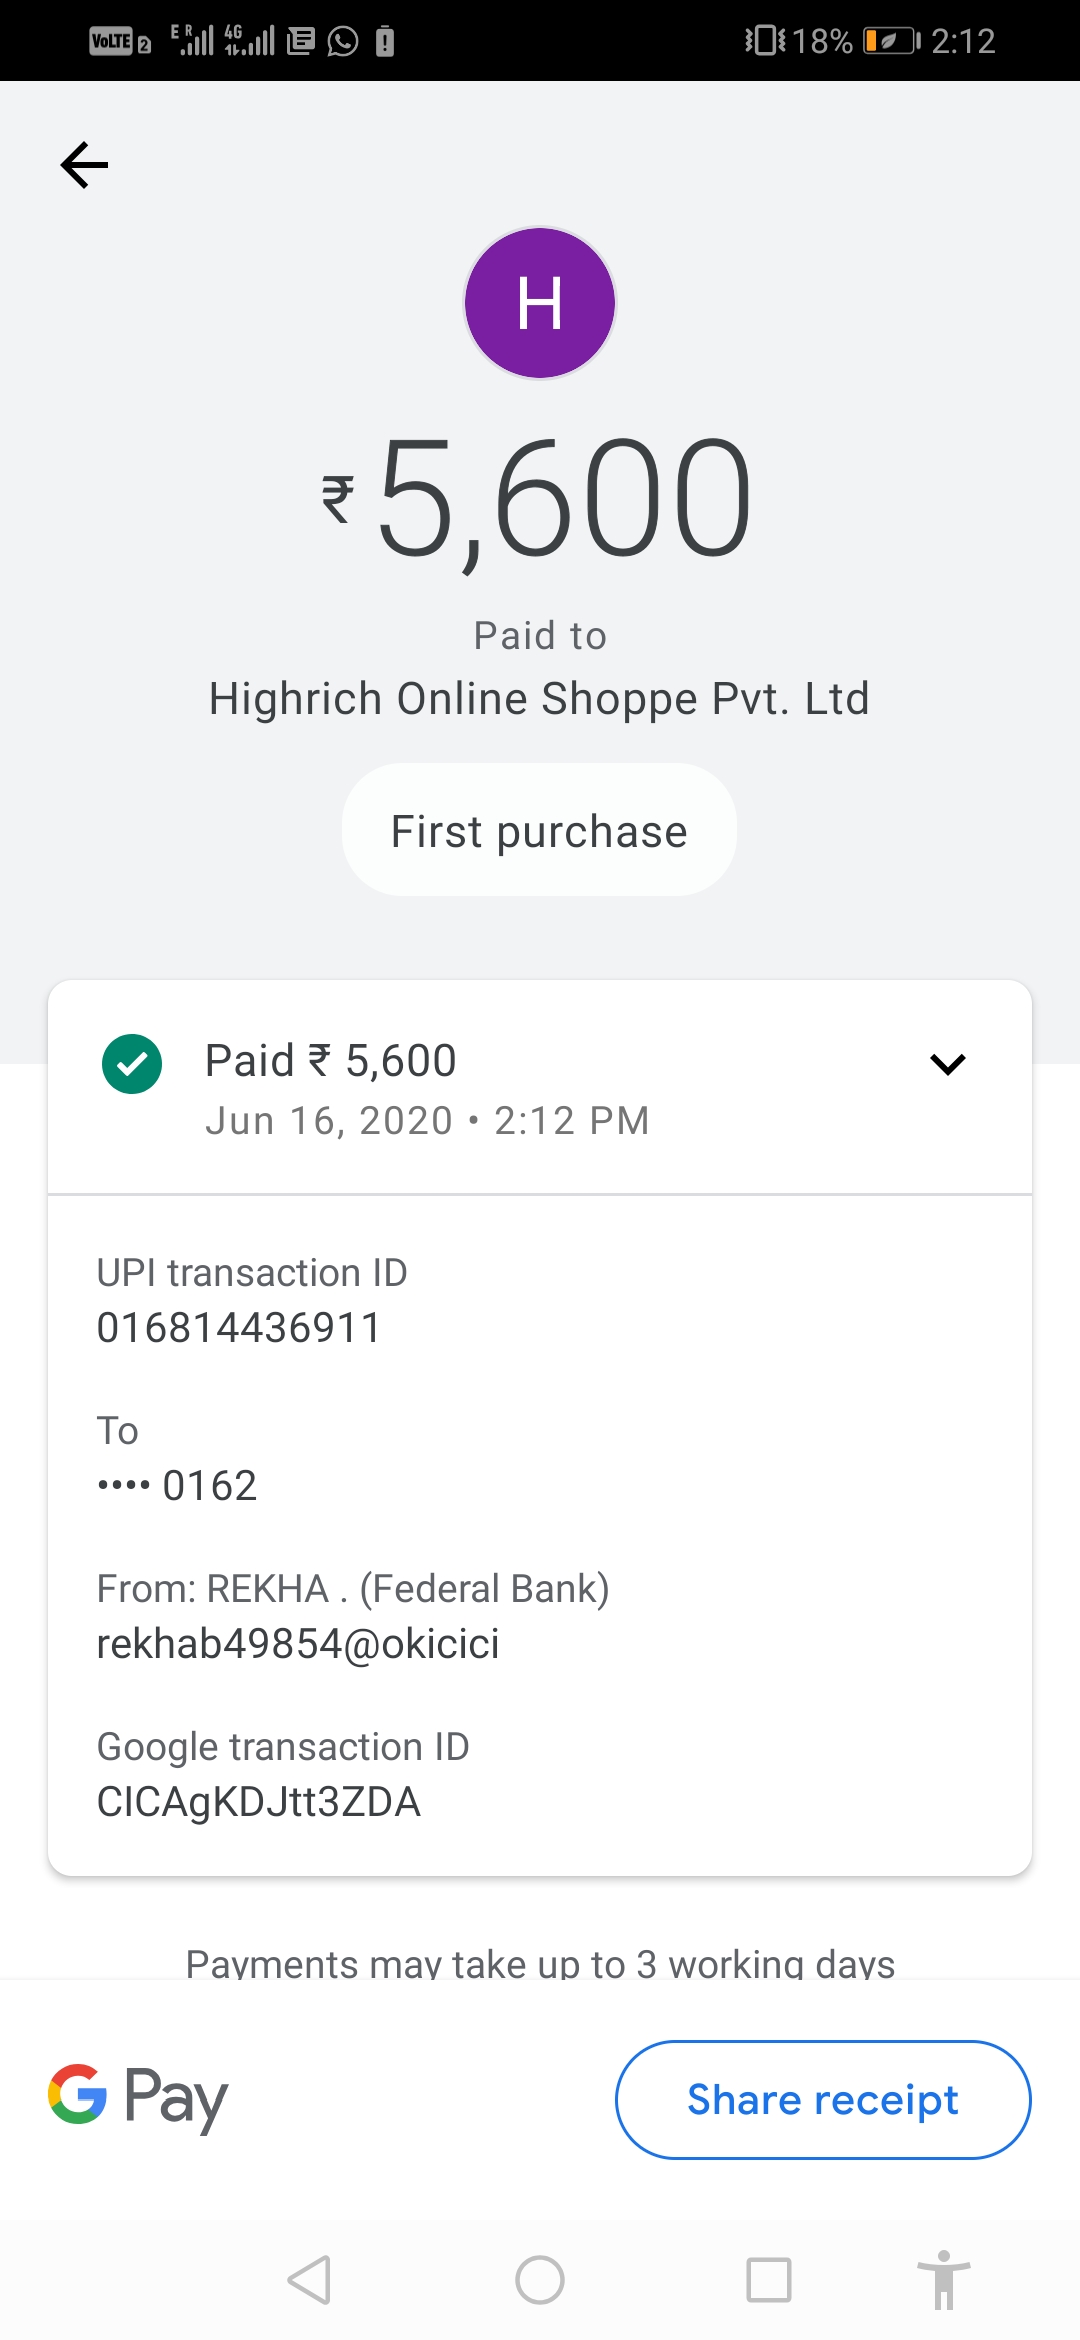 VoLTE 2 E R 4G 18% 2:12
H
₹5,600
Paid to
Highrich Online Shoppe Pvt. Ltd
First purchase
Paid ₹ 5,600
Jun 16, 2020 • 2:12 PM
UPI transaction ID
016814436911
To
•••• 0162
From: REKHA . (Federal Bank)
rekhab49854@okicici
Google transaction ID
CICAgKDJtt3ZDA
Payments may take up to 3 working days
G Pay
Share receipt